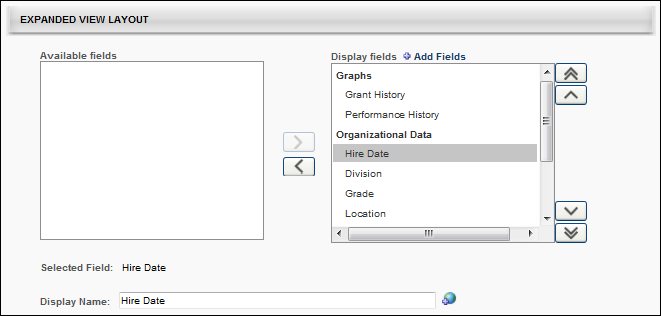 EXPANDED VIEW LAYOUT
Available fields
Display fields Add Fields
Graphs
Grant History
Performance History
Organizational Data
Hire Date
Division
Grade
Location
Selected Field: Hire Date
Display Name: Hire Date